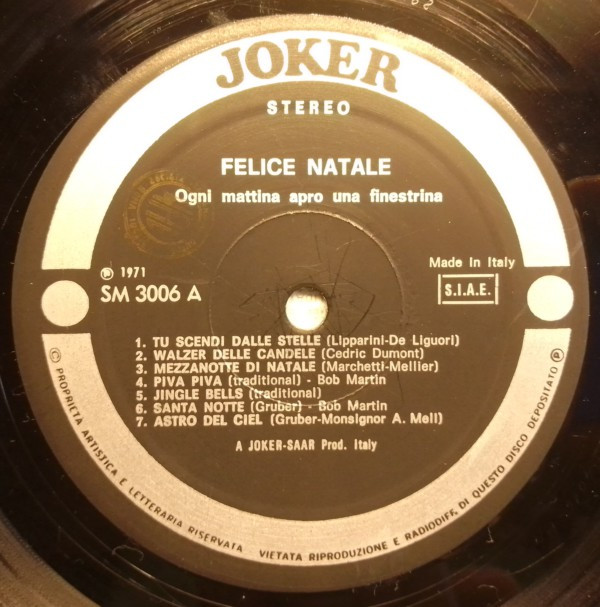 JOKER
STEREO
FELICE NATALE
Ogni mattina apro una finestrina
℗ 1971
SM 3006 A
Made in Italy
S.I.A.E.
1. TU SCENDI DALLE STELLE (Lipparini-De Liguori)
2. WALZER DELLE CANDELE (Cedric Dumont)
3. MEZZANOTTE DI NATALE (Marchetti-Mellier)
4. PIVA PIVA (traditional) - Bob Martin
5. JINGLE BELLS (traditional)
6. SANTA NOTTE (Gruber) - Bob Martin
7. ASTRO DEL CIEL (Gruber-Monsignor A. Meli)
A JOKER-SAAR Prod. Italy
© PROPRIETÀ ARTISTICA E LETTERARIA RISERVATA VIETATA RIPRODUZIONE E RADIODIFF. DI QUESTO DISCO DEPOSITATO ℗